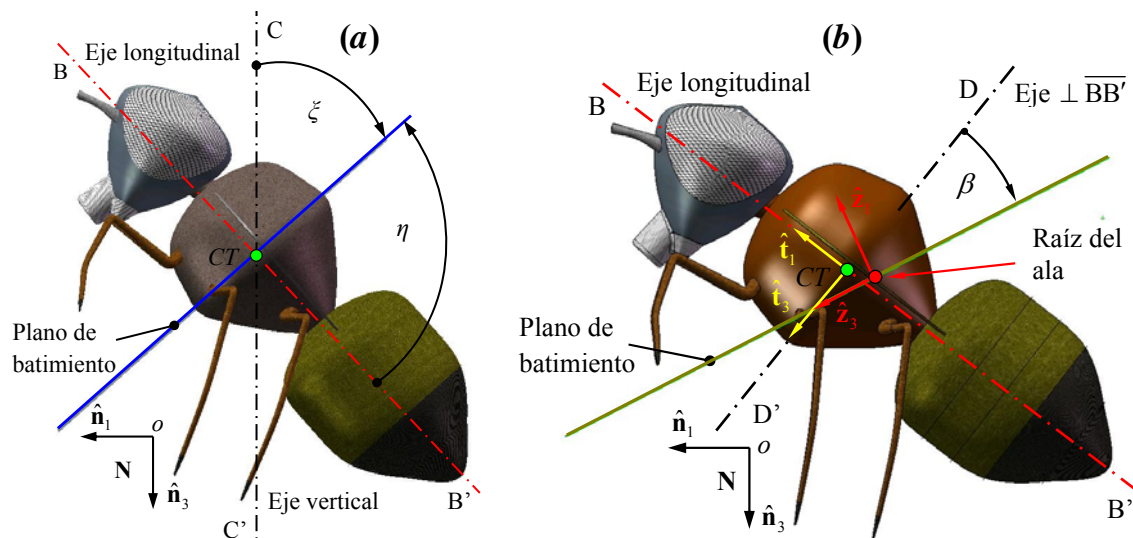 (a)
C
Eje longitudinal
B
ξ
η
CT
Plano de
batimiento
n̂₁
o
N
n̂₃
Eje vertical
C'
B'
(b)
Eje longitudinal
B
D
Eje ⊥ B̅B̅'̅
β
ẑ₁
t̂₁
CT
t̂₃
ẑ₃
Raíz del
ala
Plano de
batimiento
D'
n̂₁
o
N
n̂₃
B'